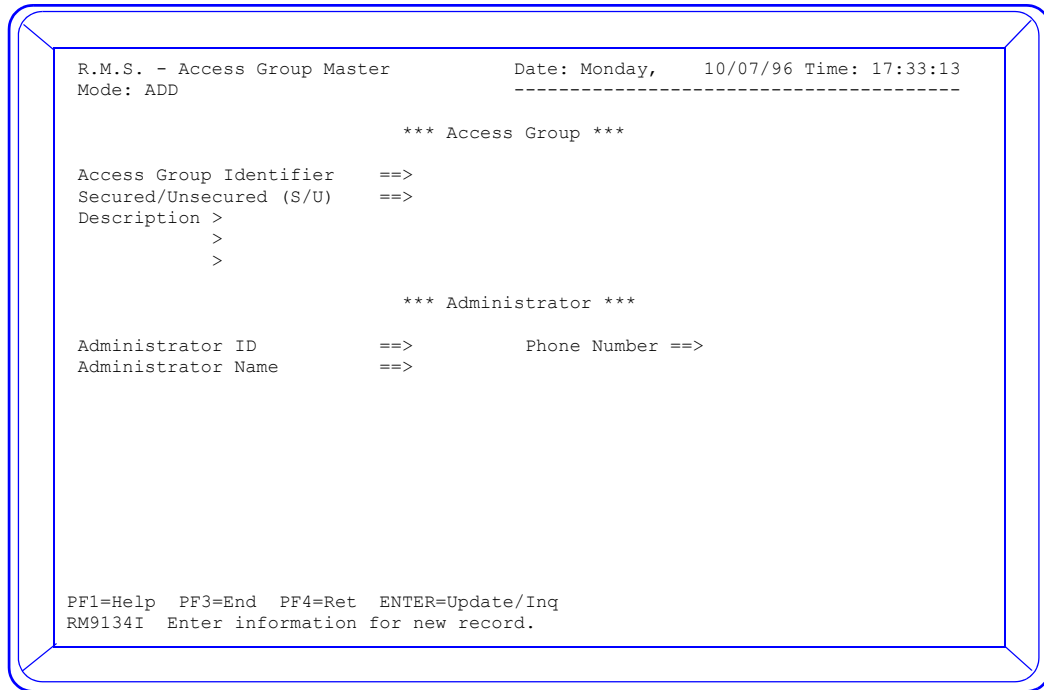 R.M.S. - Access Group Master Date: Monday, 10/07/96 Time: 17:33:13
Mode: ADD ----------------------------------------
*** Access Group ***
Access Group Identifier ==>
Secured/Unsecured (S/U) ==>
Description >
>
>
*** Administrator ***
Administrator ID ==> Phone Number ==>
Administrator Name ==>
PF1=Help PF3=End PF4=Ret ENTER=Update/Inq
RM9134I Enter information for new record.